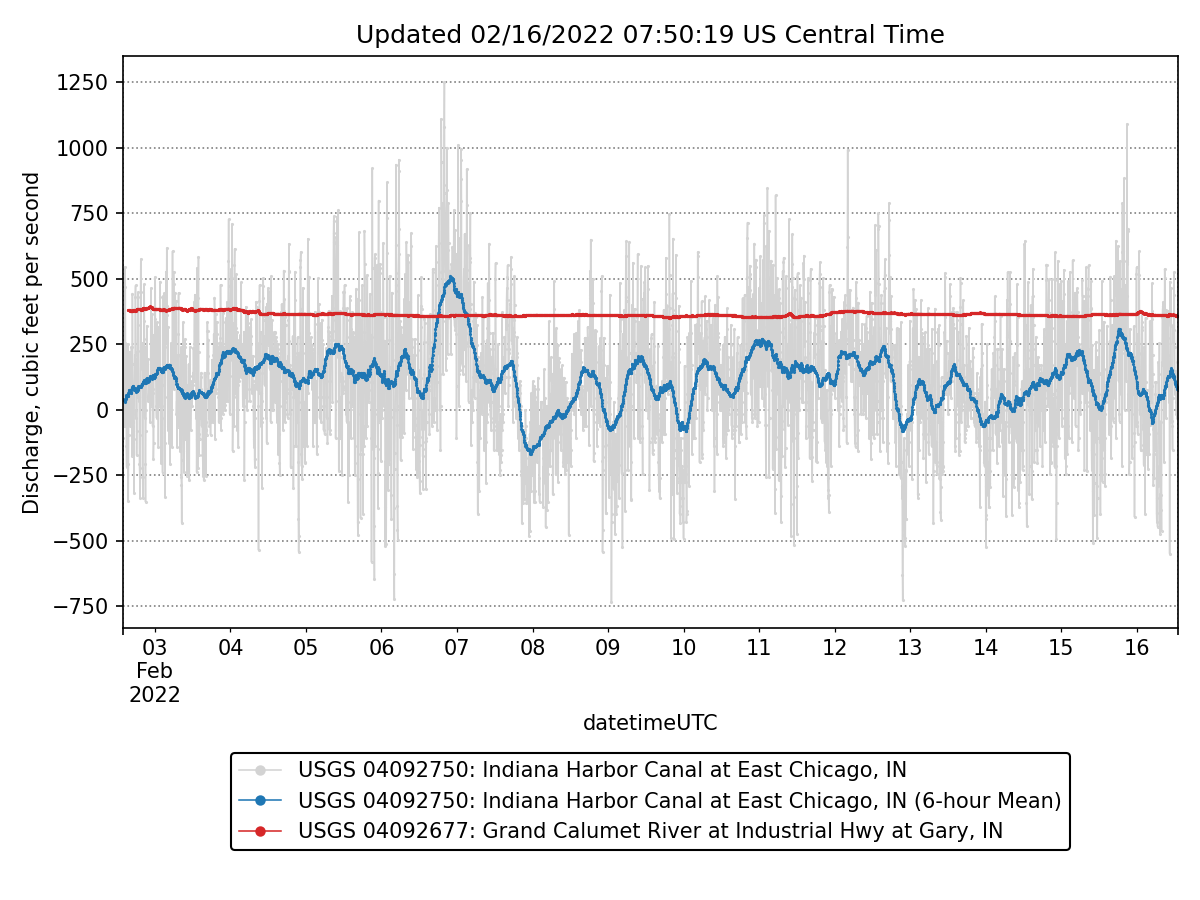 Updated 02/16/2022 07:50:19 US Central Time
Discharge, cubic feet per second
1250
1000
750
500
250
0
−250
−500
−750
03 04 05 06 07 08 09 10 11 12 13 14 15 16
Feb
2022
datetimeUTC
USGS 04092750: Indiana Harbor Canal at East Chicago, IN
USGS 04092750: Indiana Harbor Canal at East Chicago, IN (6-hour Mean)
USGS 04092677: Grand Calumet River at Industrial Hwy at Gary, IN